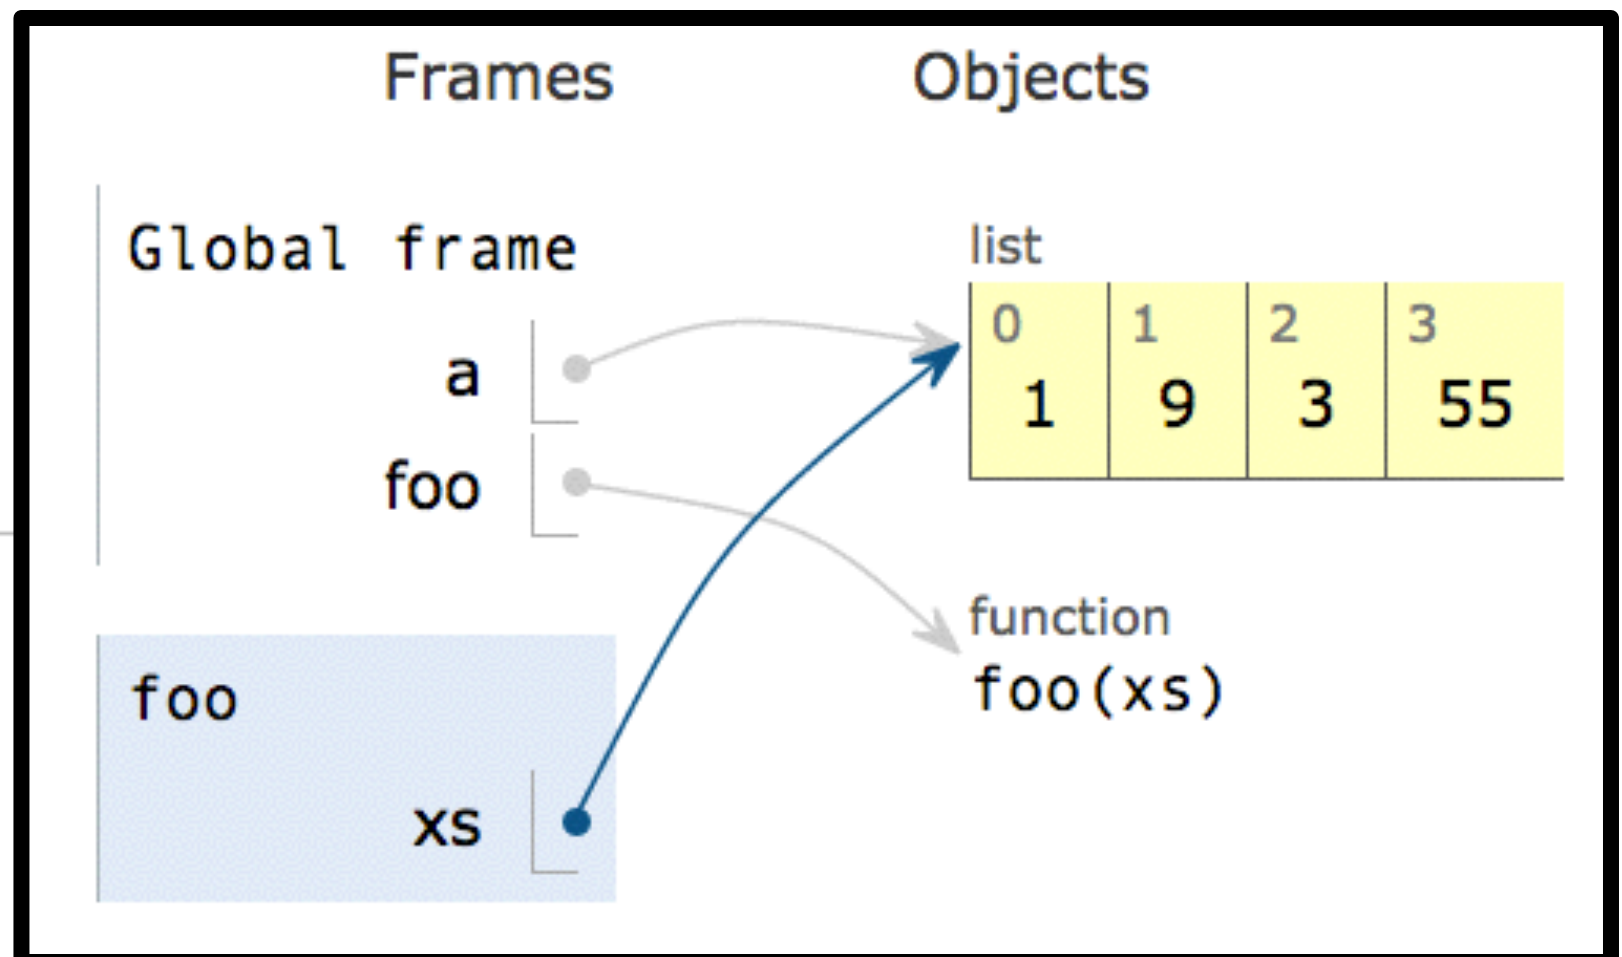 Frames Objects
Global frame
list
0 1 2 3
a
1 9 3 55
foo
function
foo(xs)
foo
xs